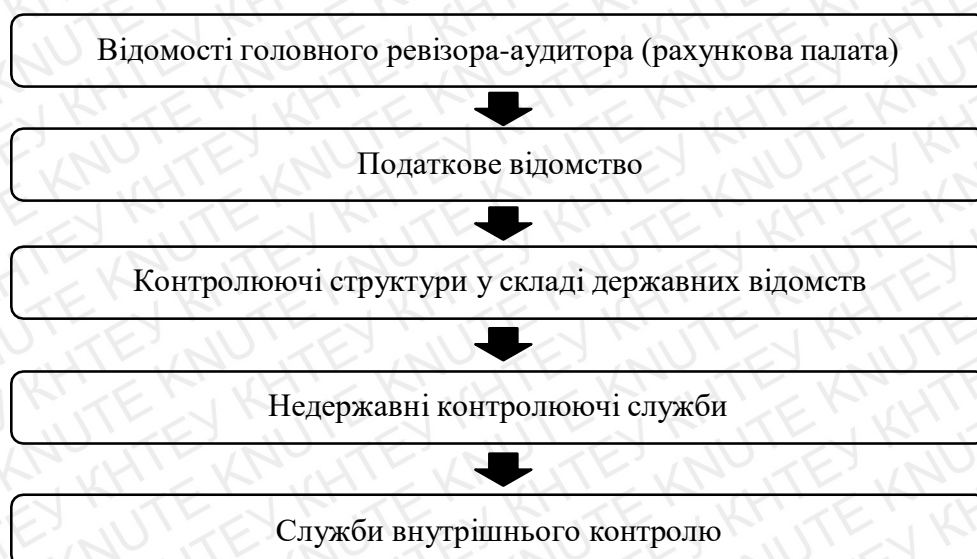 Відомості головного ревізора-аудитора (рахункова палата)
Податкове відомство
Контролюючі структури у складі державних відомств
Недержавні контролюючі служби
Служби внутрішнього контролю